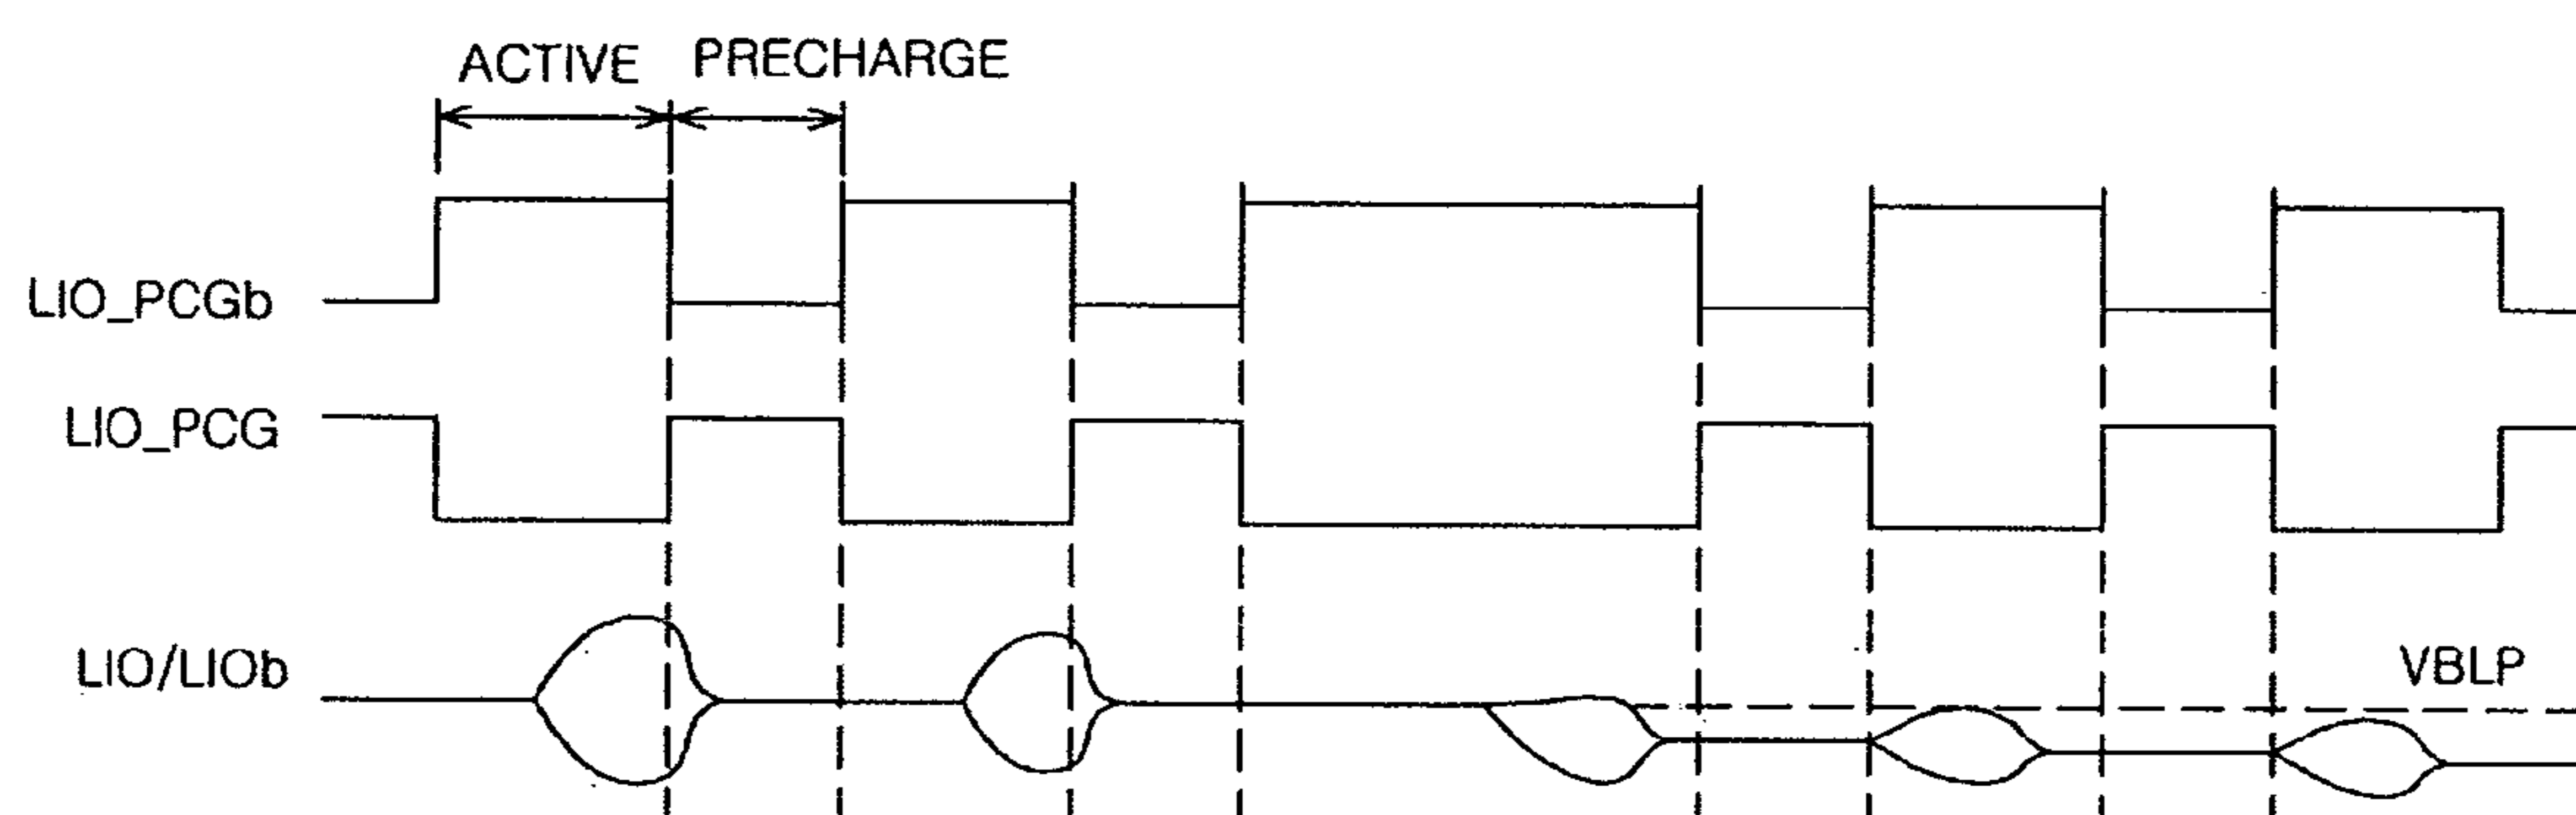 ACTIVE PRECHARGE
LIO_PCGb
LIO_PCG
LIO/LIOb
VBLP